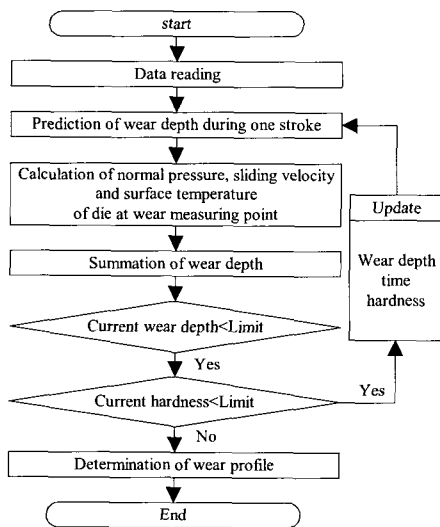 start
Data reading
Prediction of wear depth during one stroke
Calculation of normal pressure, sliding velocity
and surface temperature
of die at wear measuring point
Update
Wear depth
time
hardness
Summation of wear depth
Current wear depth<Limit
Yes
Current hardness<Limit
Yes
No
Determination of wear profile
End